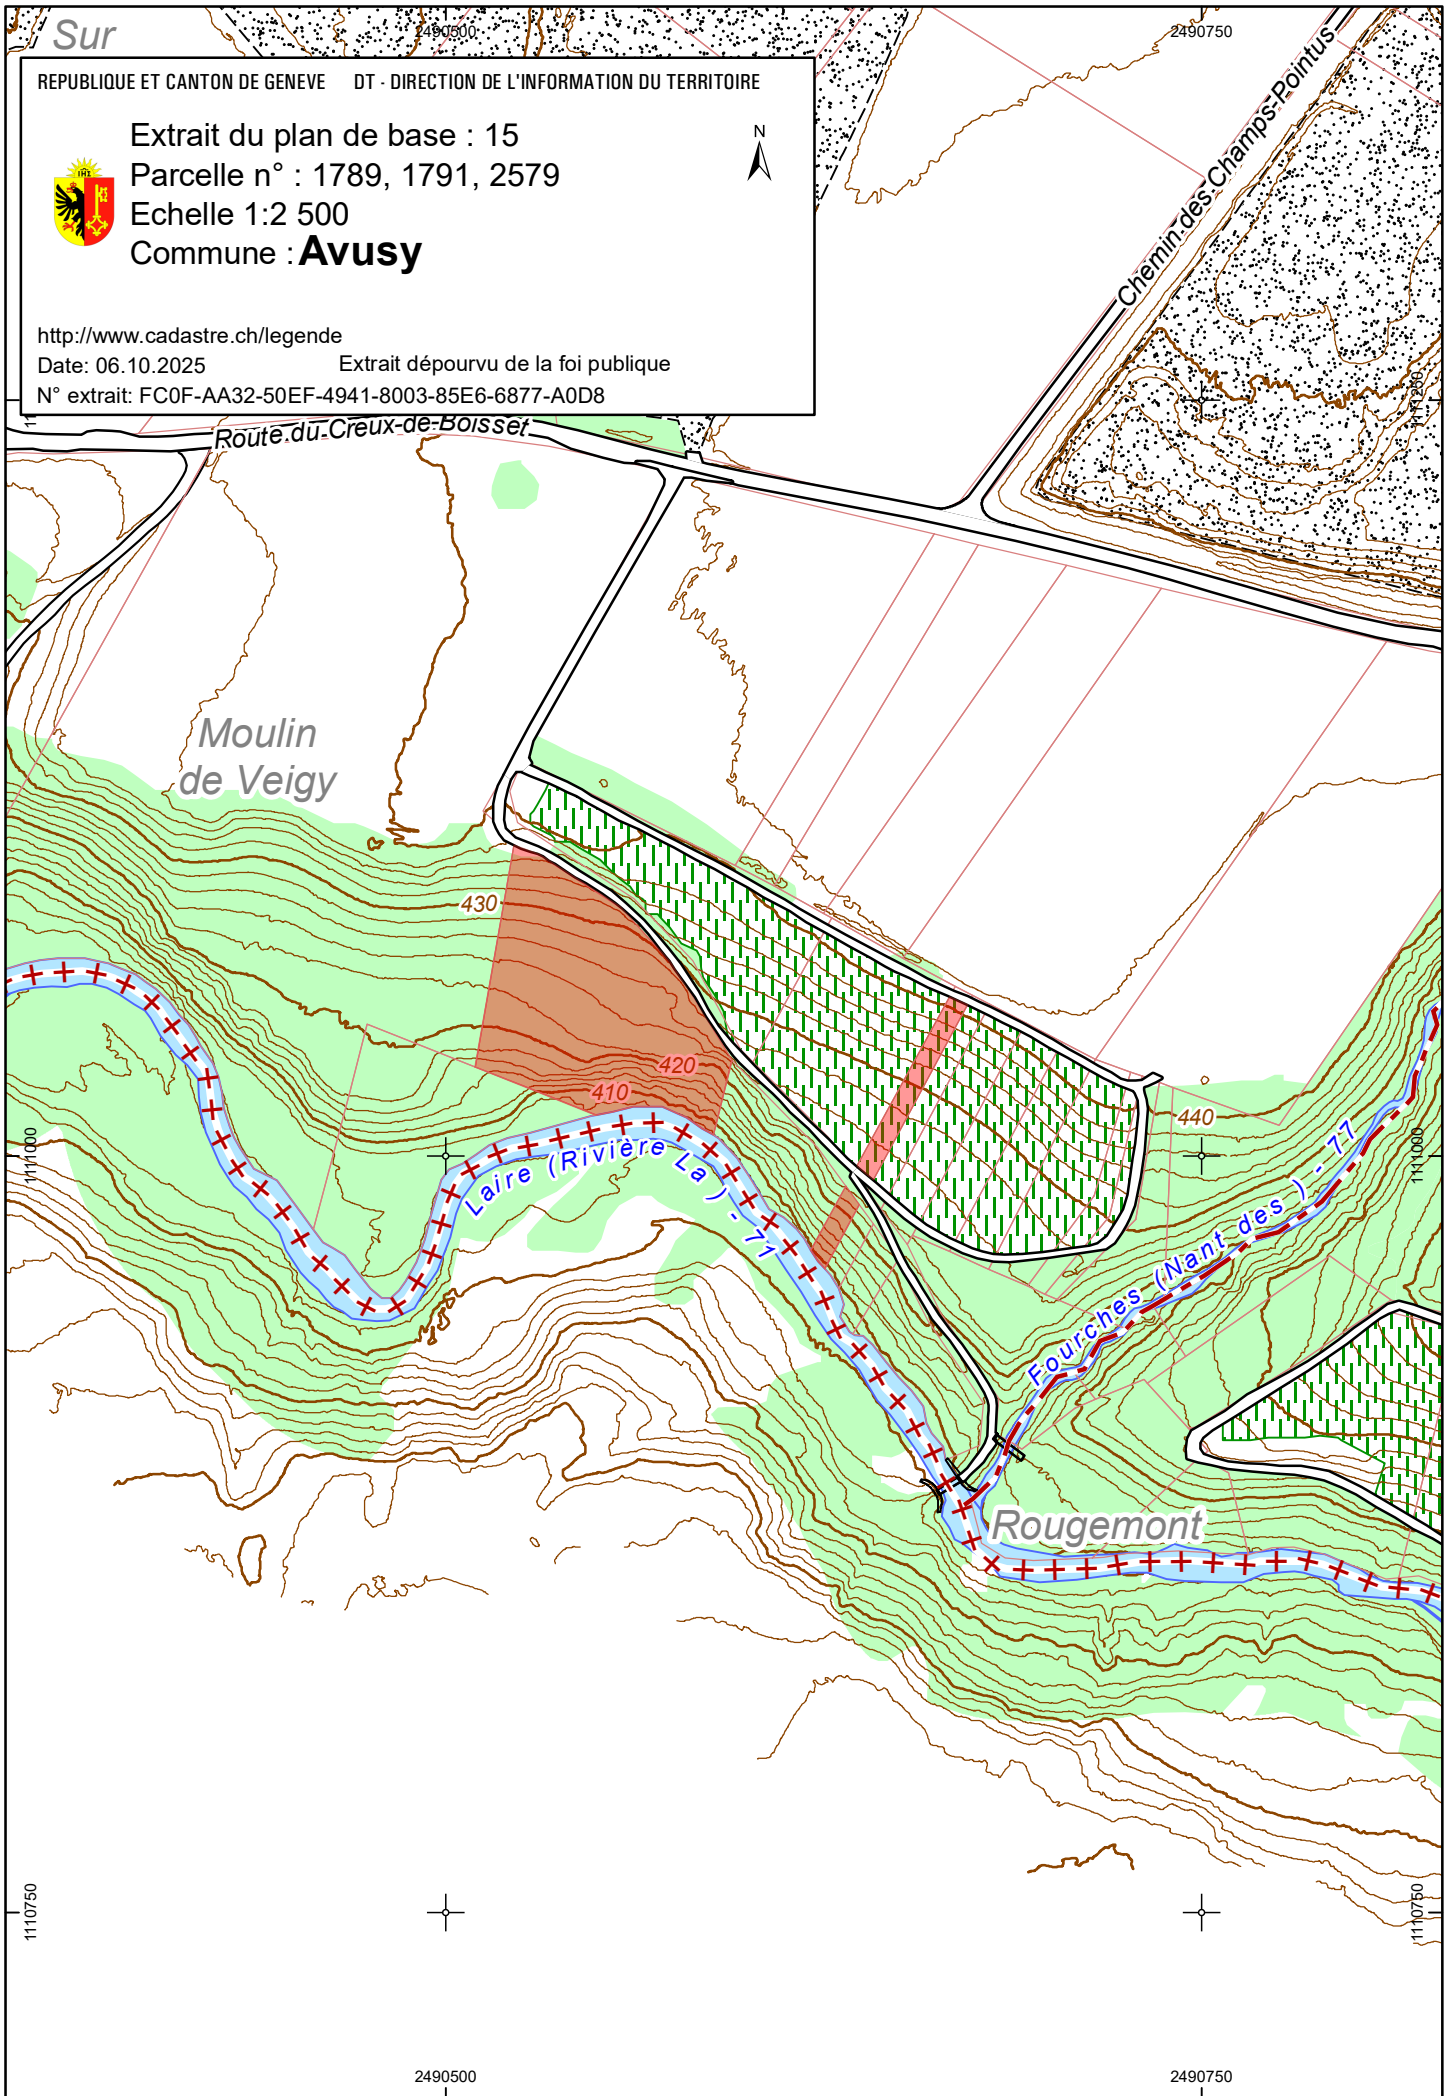 Sur
2490500
2490750
REPUBLIQUE ET CANTON DE GENEVE DT - DIRECTION DE L'INFORMATION DU TERRITOIRE
N
Extrait du plan de base : 15
Parcelle n° : 1789, 1791, 2579
Echelle 1:2 500
Commune : Avusy
http://www.cadastre.ch/legende
Date: 06.10.2025 Extrait dépourvu de la foi publique
N° extrait: FC0F-AA32-50EF-4941-8003-85E6-6877-A0D8
Chemin-des-Champs-Pointus
1111250
Route-du-Creux-de-Boisset
Moulin
de Veigy
430
420
410
440
1111000
1111000
Laire (Rivière La) - 71
Fourches (Nant des) - 77
Rougemont
1110750
1110750
2490500
2490750